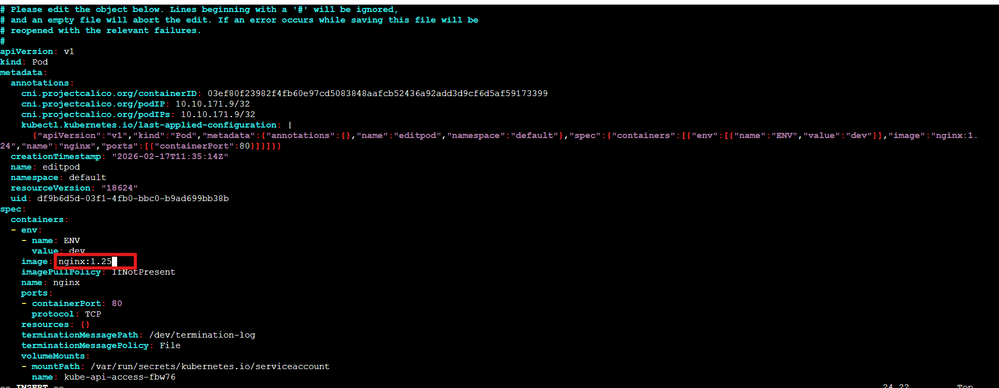 # Please edit the object below. Lines beginning with a '#' will be ignored,
# and an empty file will abort the edit. If an error occurs while saving this file will be
# reopened with the relevant failures.
#
apiVersion: v1
kind: Pod
metadata:
  annotations:
    cni.projectcalico.org/containerID: 03ef80f23982f4fb60e97cd5083848aafcb52436a92add3d9cf6d5af59173399
    cni.projectcalico.org/podIP: 10.10.171.9/32
    cni.projectcalico.org/podIPs: 10.10.171.9/32
    kubectl.kubernetes.io/last-applied-configuration: |
      {"apiVersion":"v1","kind":"Pod","metadata":{"annotations":{},"name":"editpod","namespace":"default"},"spec":{"containers":[{"env":[{"name":"ENV","value":"dev"}],"image":"nginx:1.
24","name":"nginx","ports":[{"containerPort":80}]}]}}
  creationTimestamp: "2026-02-17T11:35:14Z"
  name: editpod
  namespace: default
  resourceVersion: "18624"
  uid: df9b6d5d-03f1-4fb0-bbc0-b9ad699bb38b
spec:
  containers:
  - env:
    - name: ENV
      value: dev
    image: nginx:1.25
    imagePullPolicy: IfNotPresent
    name: nginx
    ports:
    - containerPort: 80
      protocol: TCP
    resources: {}
    terminationMessagePath: /dev/termination-log
    terminationMessagePolicy: File
    volumeMounts:
    - mountPath: /var/run/secrets/kubernetes.io/serviceaccount
      name: kube-api-access-fbw76
-- INSERT -- 24,22 Top